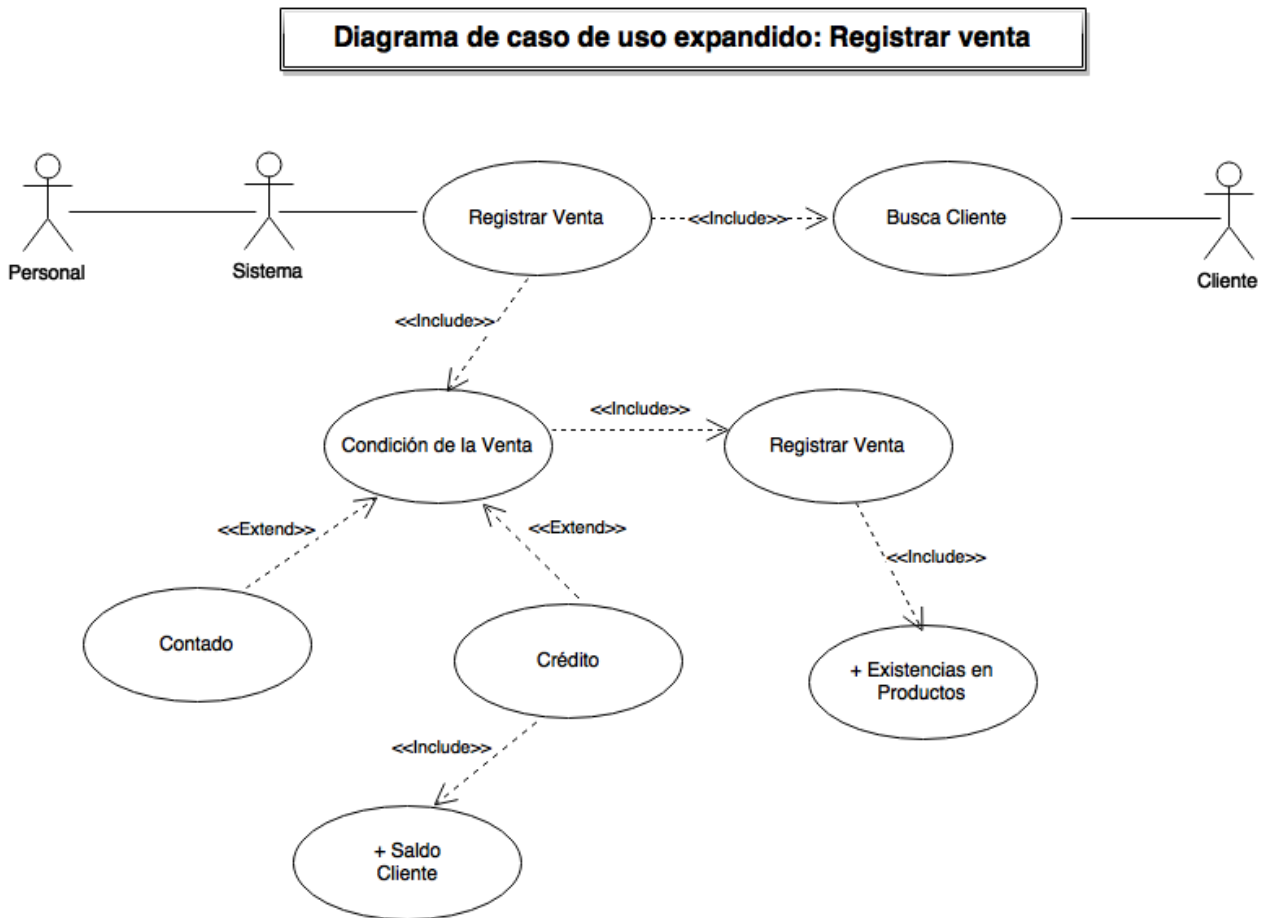 Diagrama de caso de uso expandido: Registrar venta
Registrar Venta
<<Include>>
Busca Cliente
Personal
Sistema
Cliente
<<Include>>
Condición de la Venta
<<Include>>
Registrar Venta
<<Extend>>
<<Extend>>
<<Include>>
Contado
Crédito
+ Existencias en
Productos
<<Include>>
+ Saldo
Cliente